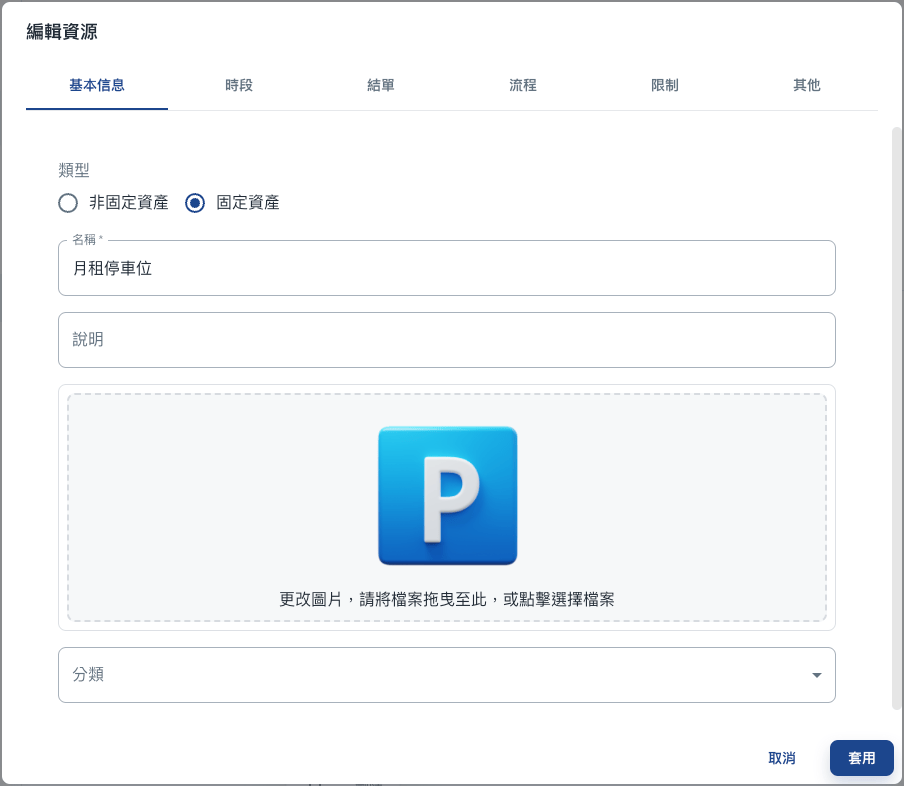 編輯資源
基本信息 時段 結單 流程 限制 其他
類型
非固定資產 固定資產
名稱 *
月租停車位
說明
P
更改圖片，請將檔案拖曳至此，或點擊選擇檔案
分類
取消 套用